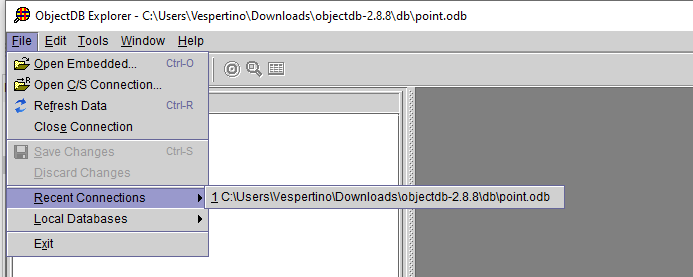 ObjectDB Explorer - C:\Users\Vespertino\Downloads\objectdb-2.8.8\db\point.odb
File Edit Tools Window Help
Open Embedded... Ctrl-O
Open C/S Connection...
Refresh Data Ctrl-R
Close Connection
Save Changes Ctrl-S
Discard Changes
Recent Connections
1 C:\Users\Vespertino\Downloads\objectdb-2.8.8\db\point.odb
Local Databases
Exit